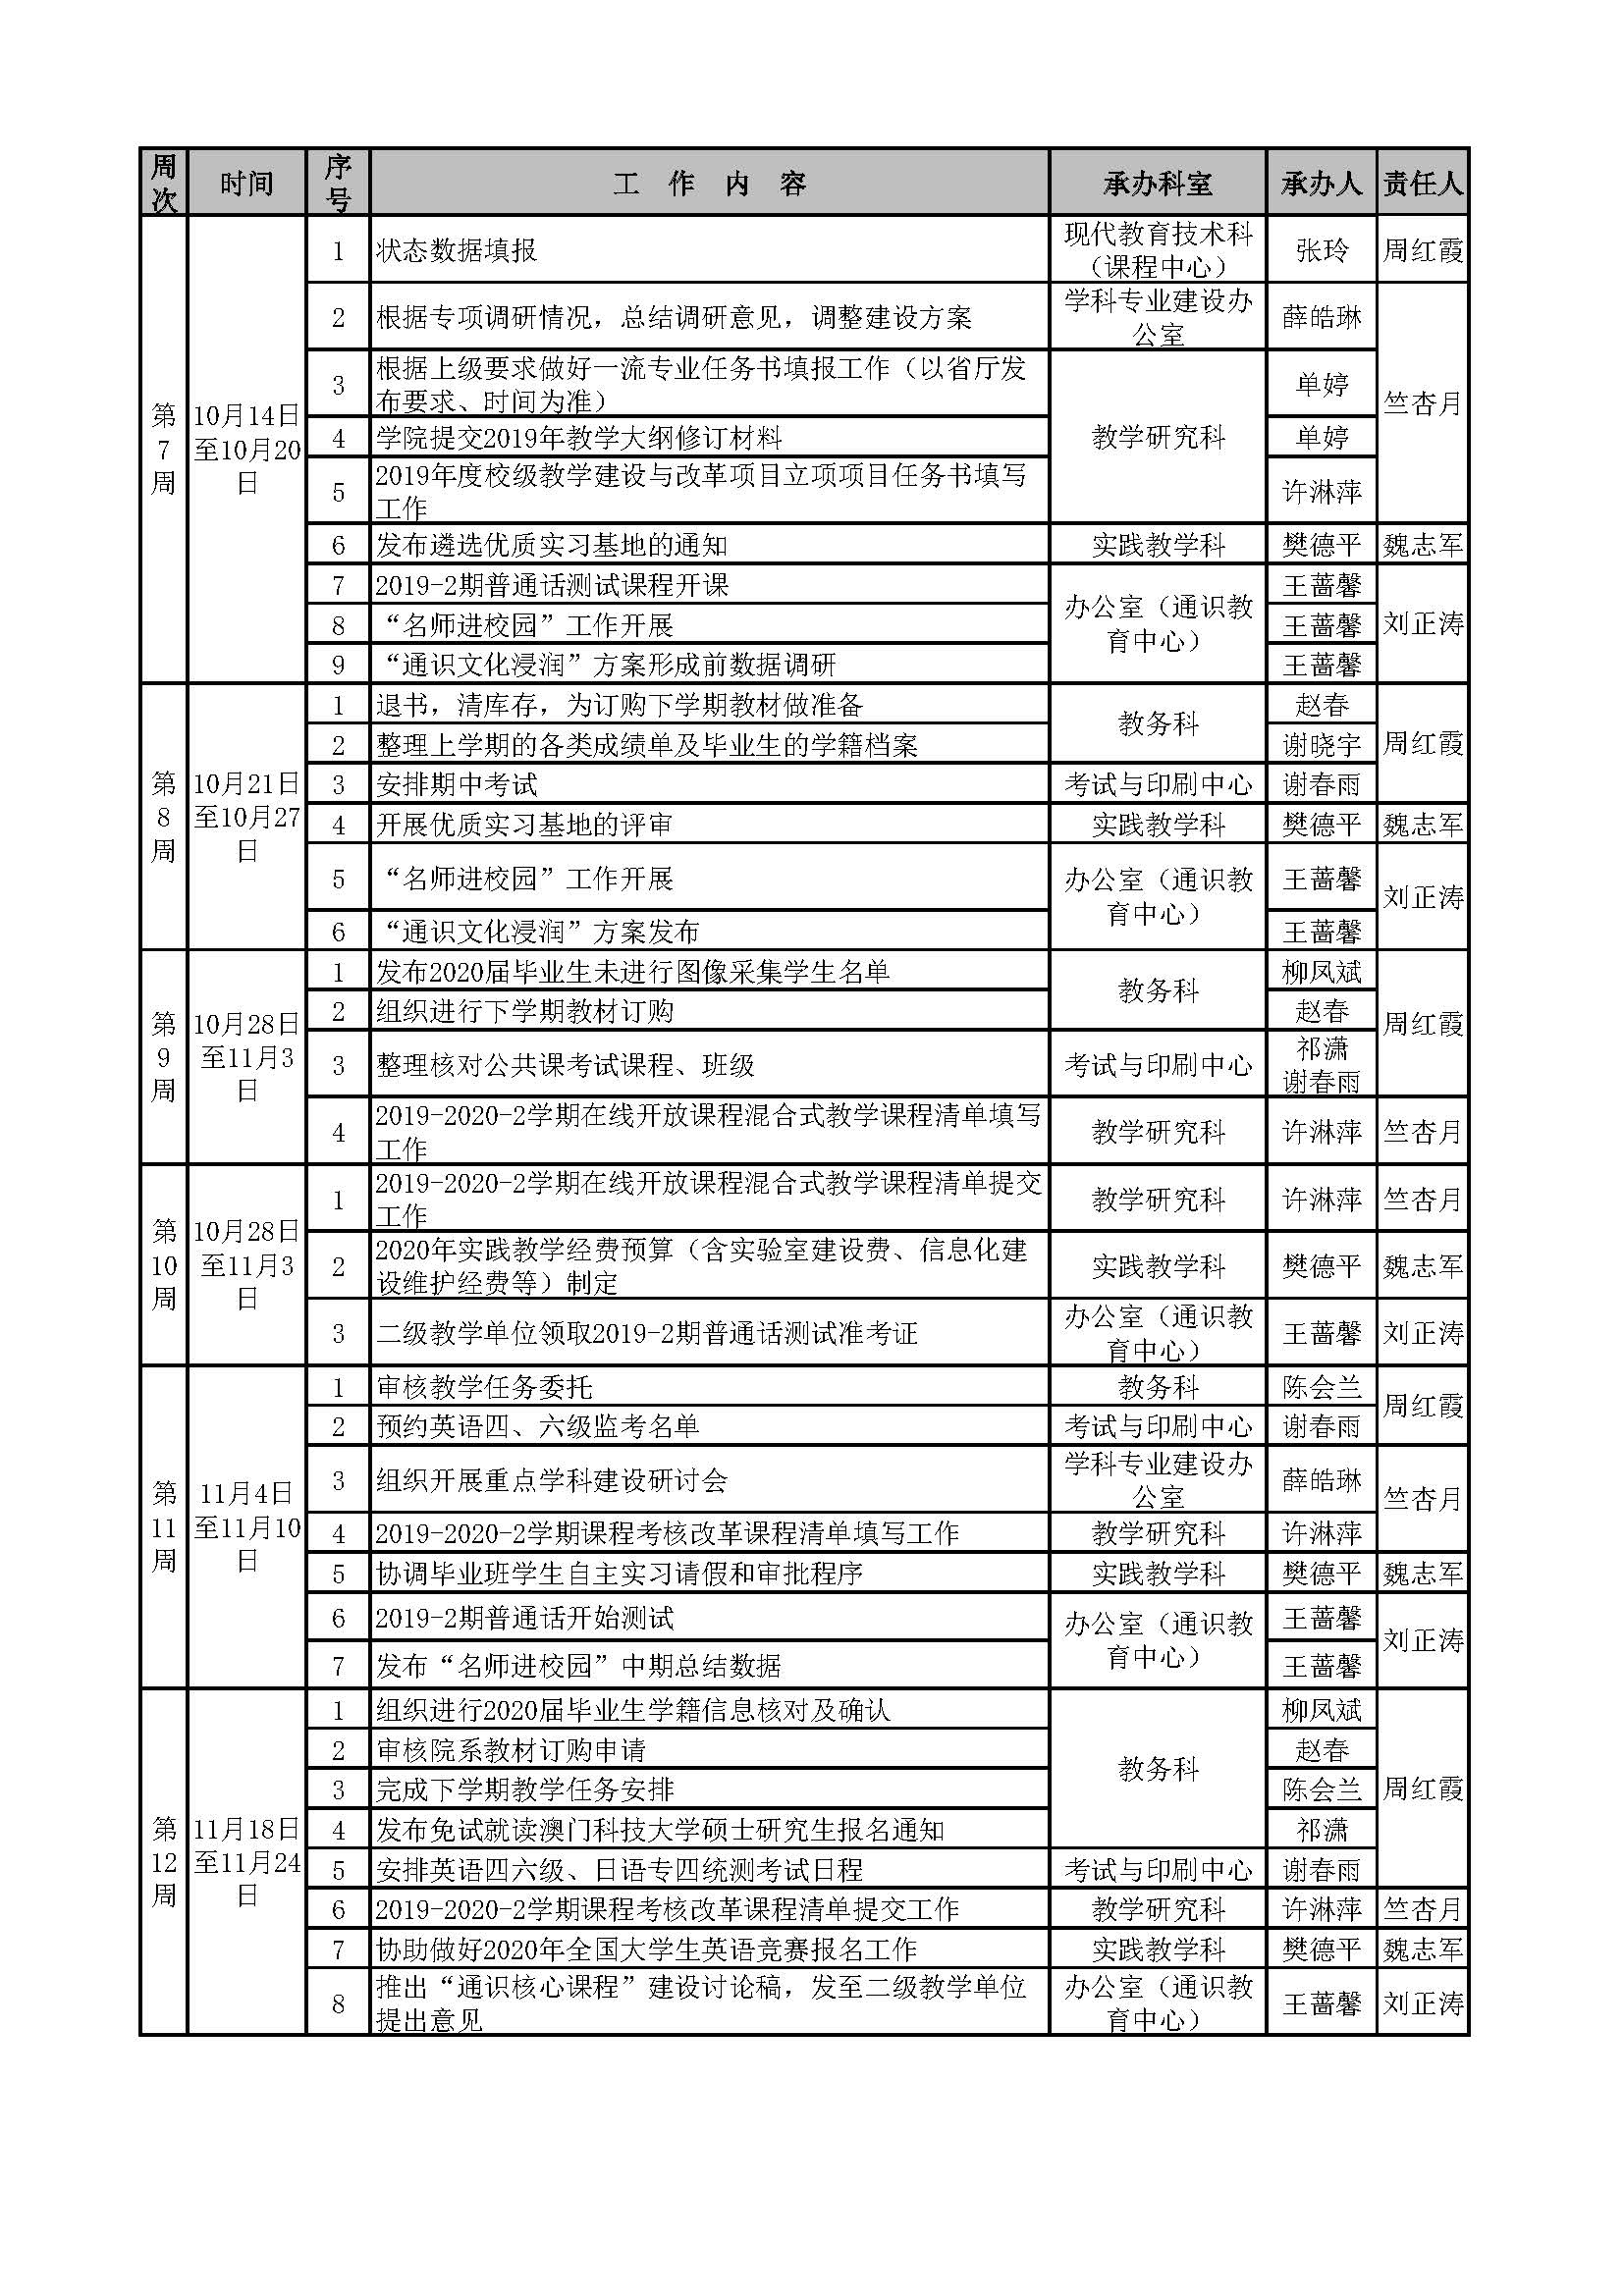 周次 时间 序号 工 作 内 容 承办科室 承办人 责任人
第7周 10月14日至10月20日
1 状态数据填报 现代教育技术科（课程中心） 张玲 周红霞
2 根据专项调研情况，总结调研意见，调整建设方案 学科专业建设办公室 薛皓琳 竺杏月
3 根据上级要求做好一流专业任务书填报工作（以省厅发
布要求、时间为准） 教学研究科 单婷
4 学院提交2019年教学大纲修订材料 单婷
5 2019年度校级教学建设与改革项目立项项目任务书填写
工作 许淋萍
6 发布遴选优质实习基地的通知 实践教学科 樊德平 魏志军
7 2019-2期普通话测试课程开课 办公室（通识教育中心） 王蔷馨 刘正涛
8 “名师进校园”工作开展 王蔷馨
9 “通识文化浸润”方案形成前数据调研 王蔷馨
第8周 10月21日至10月27日
1 退书，清库存，为订购下学期教材做准备 教务科 赵春 周红霞
2 整理上学期的各类成绩单及毕业生的学籍档案 谢晓宇
3 安排期中考试 考试与印刷中心 谢春雨
4 开展优质实习基地的评审 实践教学科 樊德平 魏志军
5 “名师进校园”工作开展 办公室（通识教育中心） 王蔷馨 刘正涛
6 “通识文化浸润”方案发布 王蔷馨
第9周 10月28日至11月3日
1 发布2020届毕业生未进行图像采集学生名单 教务科 柳凤斌 周红霞
2 组织进行下学期教材订购 赵春
3 整理核对公共课考试课程、班级 考试与印刷中心 祁潇 谢春雨
4 2019-2020-2学期在线开放课程混合式教学课程清单填写
工作 教学研究科 许淋萍 竺杏月
第10周 10月28日至11月3日
1 2019-2020-2学期在线开放课程混合式教学课程清单提交
工作 教学研究科 许淋萍 竺杏月
2 2020年实践教学经费预算（含实验室建设费、信息化建
设维护经费等）制定 实践教学科 樊德平 魏志军
3 二级教学单位领取2019-2期普通话测试准考证 办公室（通识教育中心） 王蔷馨 刘正涛
第11周 11月4日至11月10日
1 审核教学任务委托 教务科 陈会兰 周红霞
2 预约英语四、六级监考名单 考试与印刷中心 谢春雨
3 组织开展重点学科建设研讨会 学科专业建设办公室 薛皓琳 竺杏月
4 2019-2020-2学期课程考核改革课程清单填写工作 教学研究科 许淋萍
5 协调毕业班学生自主实习请假和审批程序 实践教学科 樊德平 魏志军
6 2019-2期普通话开始测试 办公室（通识教育中心） 王蔷馨 刘正涛
7 发布“名师进校园”中期总结数据 王蔷馨
第12周 11月18日至11月24日
1 组织进行2020届毕业生学籍信息核对及确认 教务科 柳凤斌 周红霞
2 审核院系教材订购申请 赵春
3 完成下学期教学任务安排 陈会兰
4 发布免试就读澳门科技大学硕士研究生报名通知 祁潇
5 安排英语四六级、日语专四统测考试日程 考试与印刷中心 谢春雨
6 2019-2020-2学期课程考核改革课程清单提交工作 教学研究科 许淋萍 竺杏月
7 协助做好2020年全国大学生英语竞赛报名工作 实践教学科 樊德平 魏志军
8 推出“通识核心课程”建设讨论稿，发至二级教学单位
提出意见 办公室（通识教育中心） 王蔷馨 刘正涛